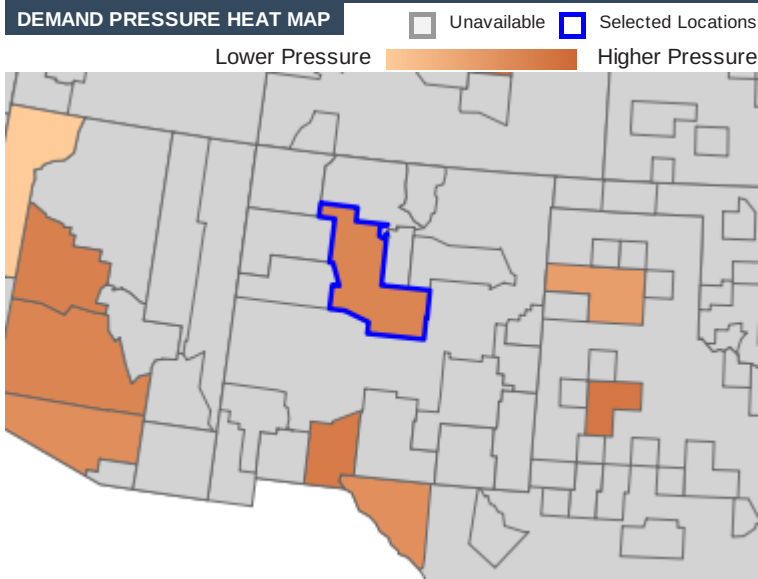 DEMAND PRESSURE HEAT MAP
Unavailable
Selected Locations
Lower Pressure
Higher Pressure